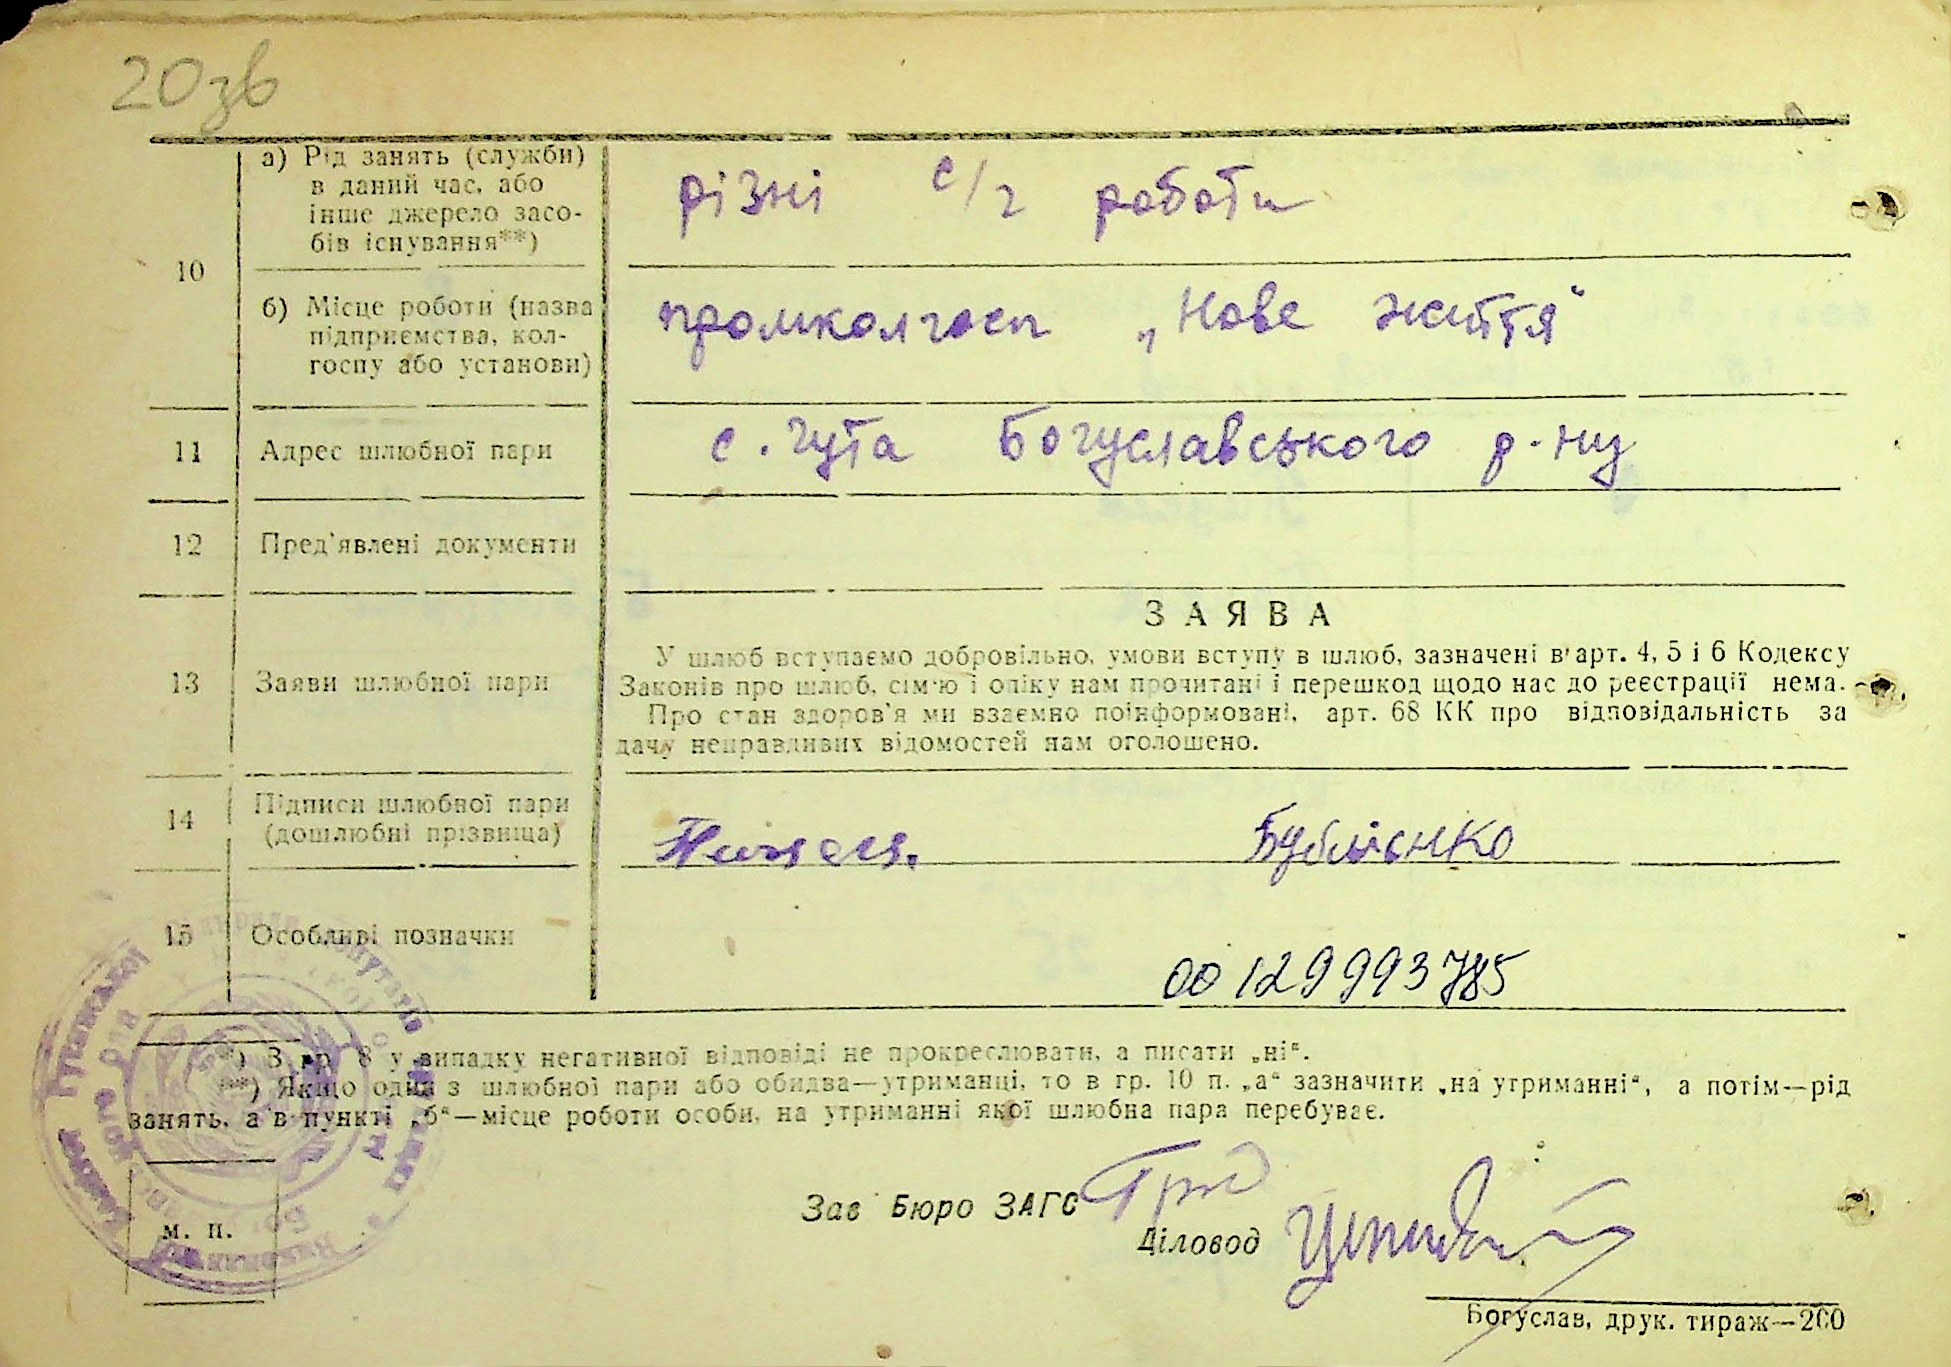 20зв
а) Рід занять (служби)
в даний час, або
інше джерело засо-
бів існування**)
різні с/г роботи
10
б) Місце роботи (назва
підприємства, кол-
госпу або установи)
промколгосп „Нове життя“
11 Адрес шлюбної пари с. Гута Богуславського р-ну
12 Пред'явлені документи
ЗАЯВА
13 Заяви шлюбної пари
У шлюб вступаємо добровільно, умови вступу в шлюб, зазначені в арт. 4, 5 і 6 Кодексу
Законів про шлюб, сім'ю і опіку нам прочитані і перешкод щодо нас до реєстрації нема.
Про стан здоров'я ми взаємно поінформовані, арт. 68 КК про відповідальність за
дачу неправдивих відомостей нам оголошено.
14 Підписи шлюбної пари
(дошлюбні прізвища)
15 Особливі позначки
00129993785
*) З гр. 8 у випадку негативної відповіді не прокреслювати, а писати „ні“.
**) Якщо один з шлюбної пари або обидва—утриманці, то в гр. 10 п. „а“ зазначити „на утриманні“, а потім—рід
занять, а в пункті „б“—місце роботи особи, на утриманні якої шлюбна пара перебуває.
м. п.
Зав Бюро ЗАГС
Діловод
Богуслав, друк. тираж—200